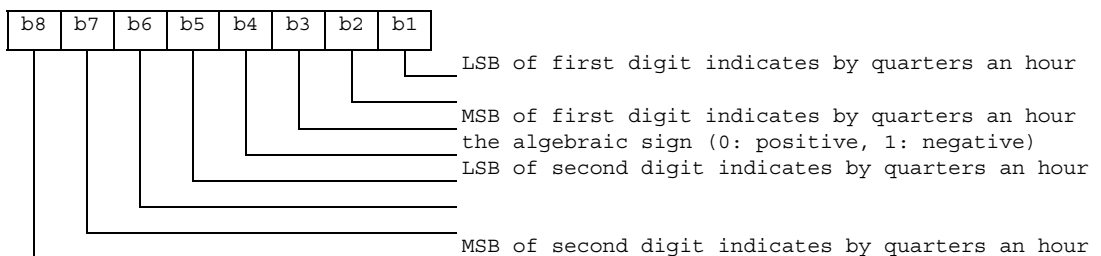 b8 b7 b6 b5 b4 b3 b2 b1
LSB of first digit indicates by quarters an hour
MSB of first digit indicates by quarters an hour
the algebraic sign (0: positive, 1: negative)
LSB of second digit indicates by quarters an hour
MSB of second digit indicates by quarters an hour